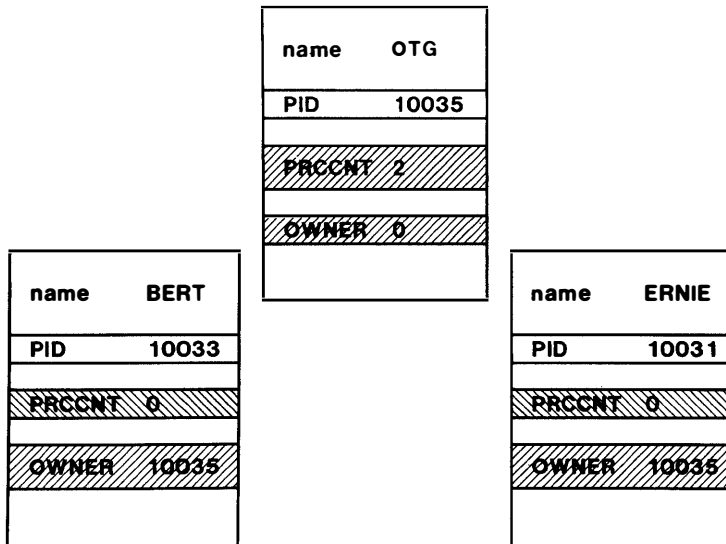 name OTG
PID 10035
PRCCNT 2
OWNER 0
name BERT
PID 10033
PRCCNT 0
OWNER 10035
name ERNIE
PID 10031
PRCCNT 0
OWNER 10035